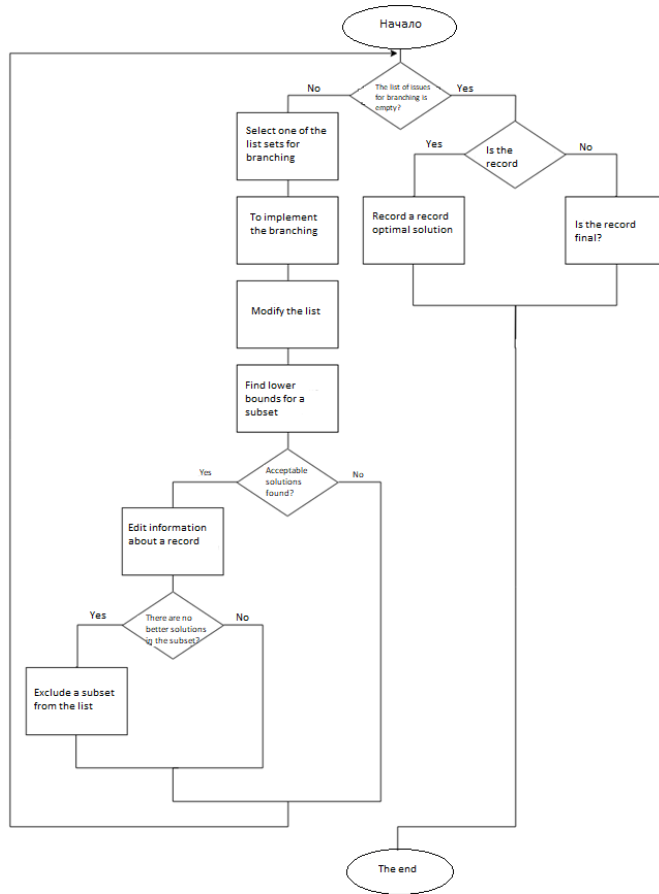 Начало
The list of issues
for branching is
empty?
No
Yes
Select one of the
list sets for
branching
Yes
Is the
record
No
To implement
the branching
Record a record
optimal solution
Is the record
final?
Modify the list
Find lower
bounds for a
subset
Yes
Acceptable
solutions
found?
No
Edit information
about a record
Yes
There are no
better solutions
in the subset?
No
Exclude a subset
from the list
The end